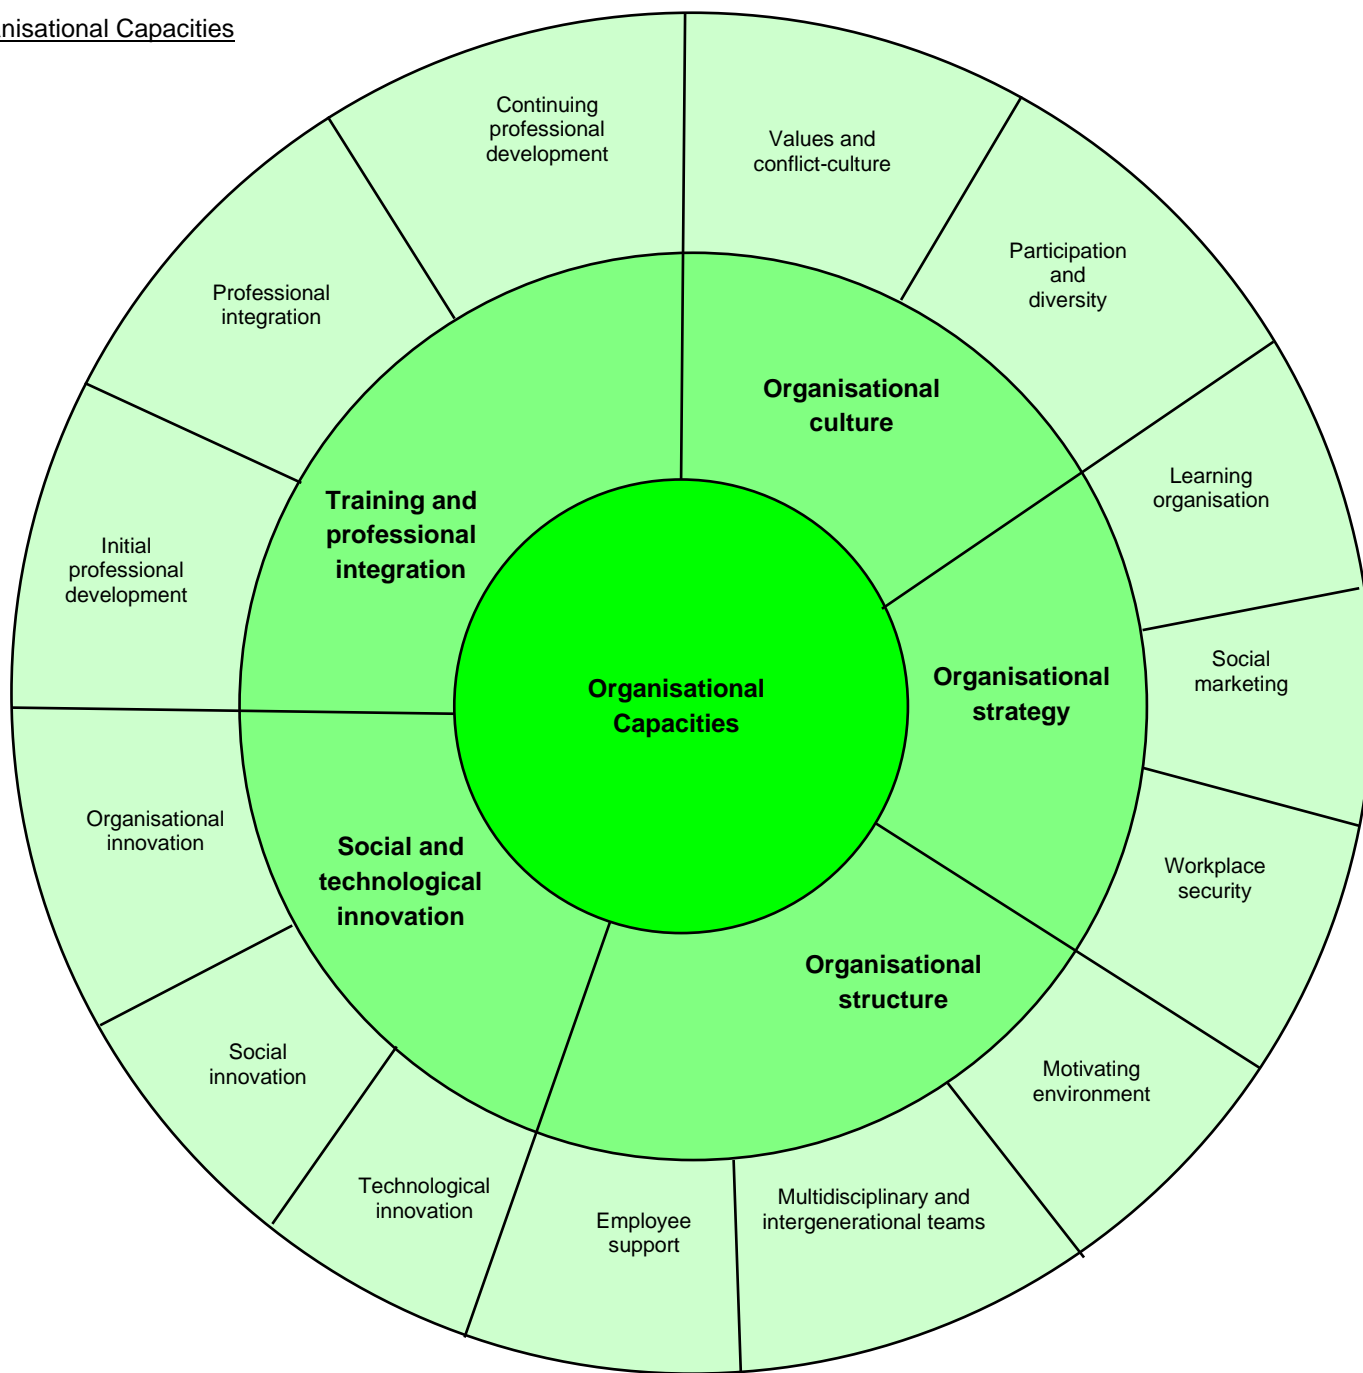 nisational Capacities
Continuing
professional
development
Values and
conflict-culture
Participation
and
diversity
Professional
integration
Organisational
culture
Learning
organisation
Training and
professional
integration
Initial
professional
development
Social
marketing
Organisational
strategy
Organisational
Capacities
Organisational
innovation
Social and
technological
innovation
Workplace
security
Organisational
structure
Social
innovation
Motivating
environment
Technological
innovation
Employee
support
Multidisciplinary and
intergenerational teams